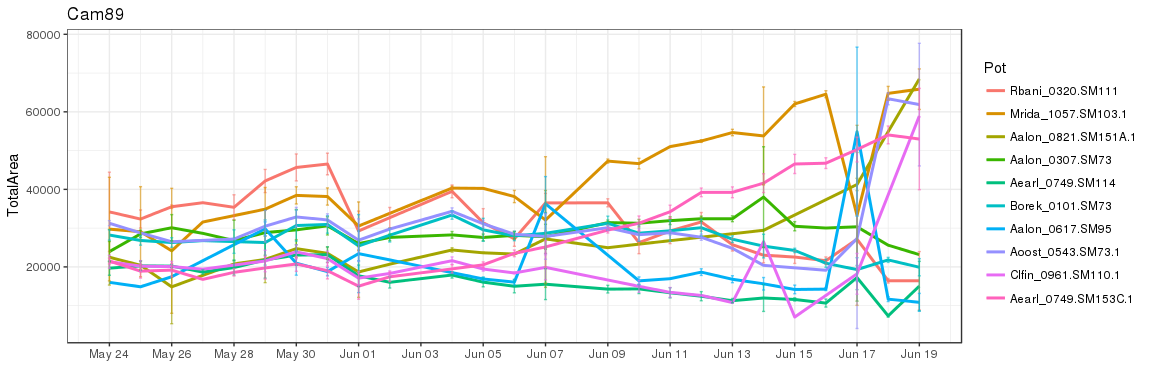 Cam89
TotalArea
80000
60000
40000
20000
May 24
May 26
May 28
May 30
Jun 01
Jun 03
Jun 05
Jun 07
Jun 09
Jun 11
Jun 13
Jun 15
Jun 17
Jun 19
Pot
Rbani_0320.SM111
Mrida_1057.SM103.1
Aalon_0821.SM151A.1
Aalon_0307.SM73
Aearl_0749.SM114
Borek_0101.SM73
Aalon_0617.SM95
Aoost_0543.SM73.1
Clfin_0961.SM110.1
Aearl_0749.SM153C.1